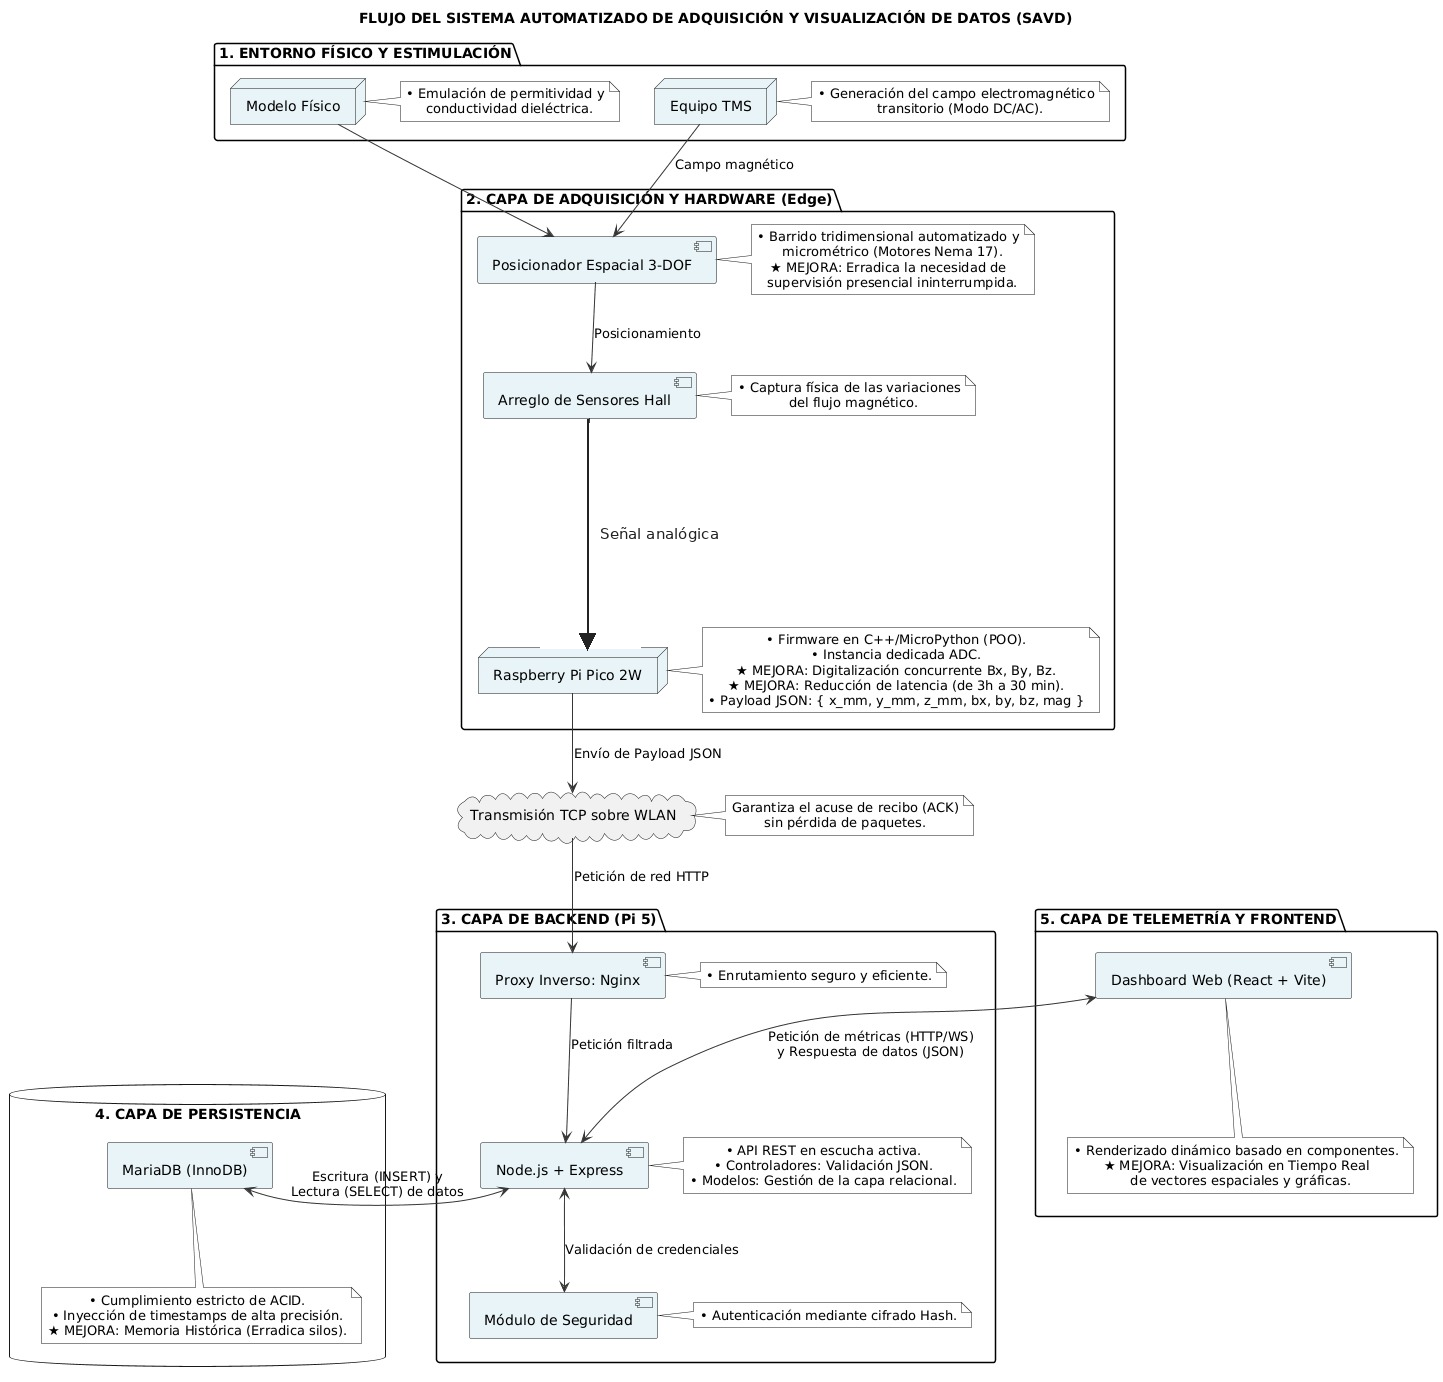 FLUJO DEL SISTEMA AUTOMATIZADO DE ADQUISICIÓN Y VISUALIZACIÓN DE DATOS (SAVD)
1. ENTORNO FÍSICO Y ESTIMULACIÓN
Modelo Físico
• Emulación de permitividad y
conductividad dieléctrica.
Equipo TMS
• Generación del campo electromagnético
transitorio (Modo DC/AC).
Campo magnético
2. CAPA DE ADQUISICIÓN Y HARDWARE (Edge)
Posicionador Espacial 3-DOF
• Barrido tridimensional automatizado y
micrométrico (Motores Nema 17).
★ MEJORA: Erradica la necesidad de
supervisión presencial ininterrumpida.
Posicionamiento
Arreglo de Sensores Hall
• Captura física de las variaciones
del flujo magnético.
Señal analógica
Raspberry Pi Pico 2W
• Firmware en C++/MicroPython (POO).
• Instancia dedicada ADC.
★ MEJORA: Digitalización concurrente Bx, By, Bz.
★ MEJORA: Reducción de latencia (de 3h a 30 min).
• Payload JSON: { x_mm, y_mm, z_mm, bx, by, bz, mag }
Envío de Payload JSON
Transmisión TCP sobre WLAN
Garantiza el acuse de recibo (ACK)
sin pérdida de paquetes.
Petición de red HTTP
3. CAPA DE BACKEND (Pi 5)
Proxy Inverso: Nginx
• Enrutamiento seguro y eficiente.
Petición filtrada
Node.js + Express
• API REST en escucha activa.
• Controladores: Validación JSON.
• Modelos: Gestión de la capa relacional.
Validación de credenciales
Módulo de Seguridad
• Autenticación mediante cifrado Hash.
5. CAPA DE TELEMETRÍA Y FRONTEND
Dashboard Web (React + Vite)
Petición de métricas (HTTP/WS)
y Respuesta de datos (JSON)
• Renderizado dinámico basado en componentes.
★ MEJORA: Visualización en Tiempo Real
de vectores espaciales y gráficas.
4. CAPA DE PERSISTENCIA
MariaDB (InnoDB)
Escritura (INSERT) y
Lectura (SELECT) de datos
• Cumplimiento estricto de ACID.
• Inyección de timestamps de alta precisión.
★ MEJORA: Memoria Histórica (Erradica silos).